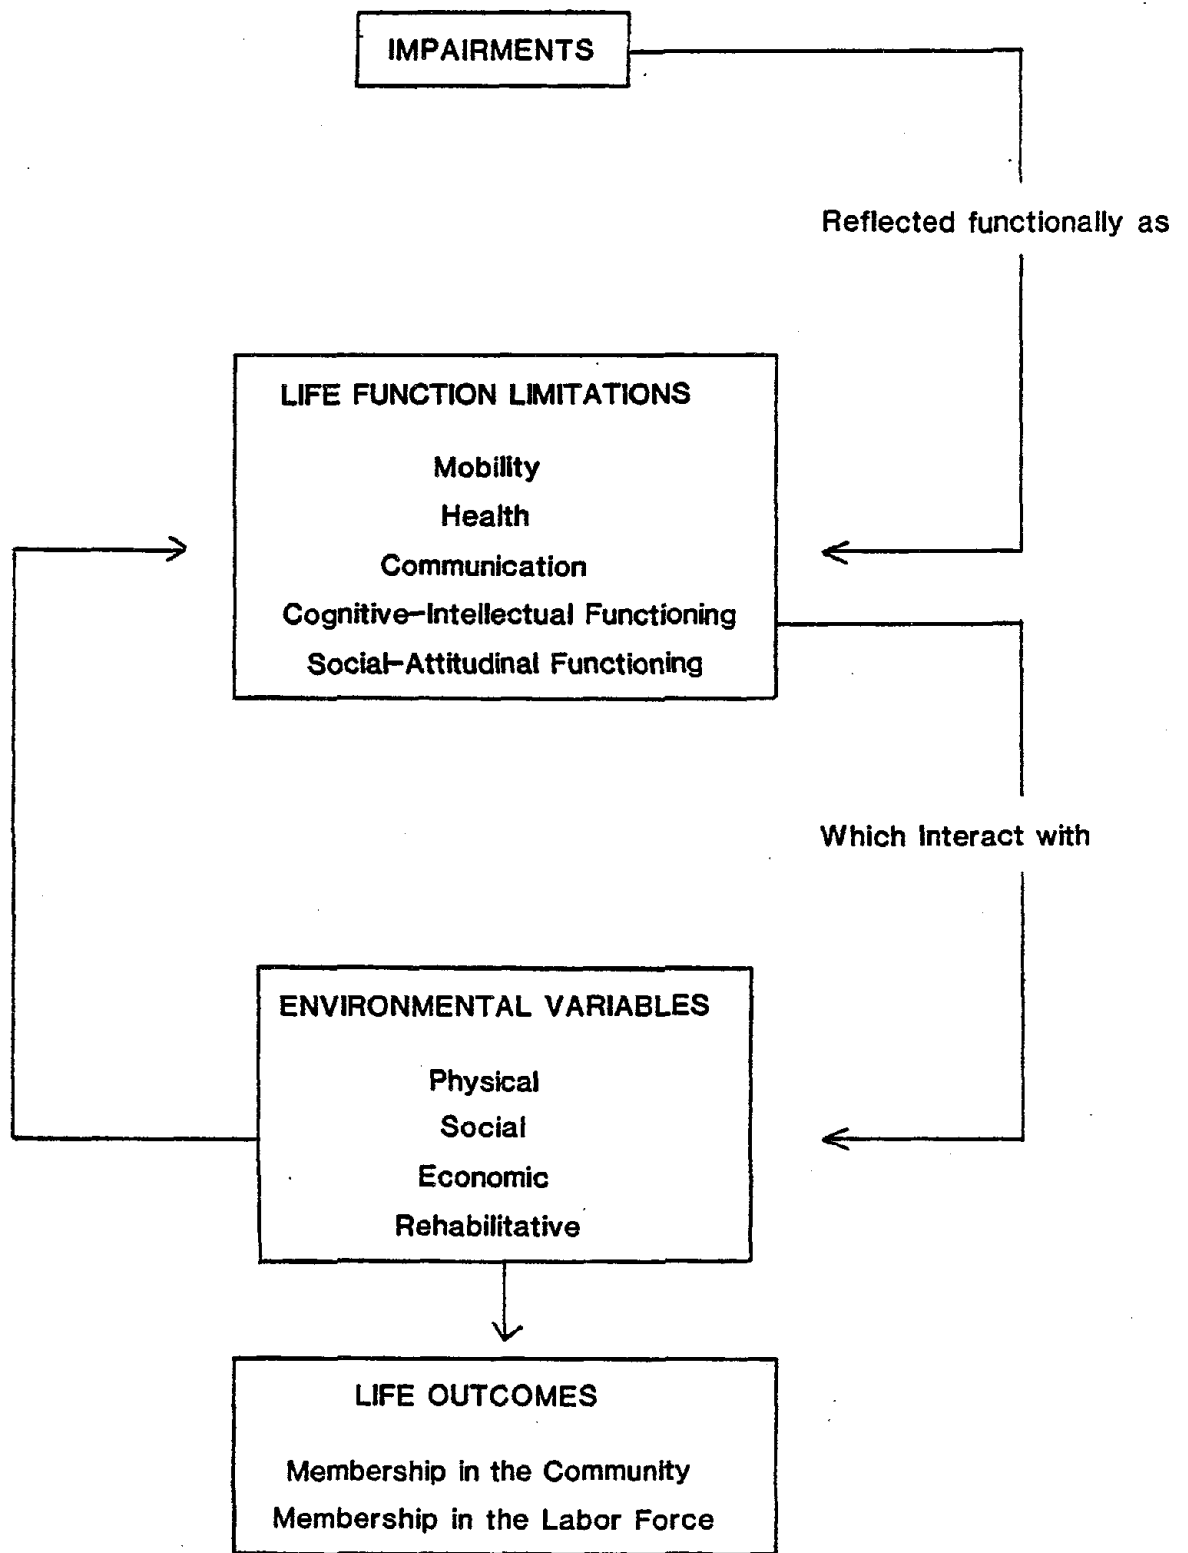 IMPAIRMENTS
Reflected functionally as
LIFE FUNCTION LIMITATIONS
Mobility
Health
Communication
Cognitive-Intellectual Functioning
Social-Attitudinal Functioning
Which Interact with
ENVIRONMENTAL VARIABLES
Physical
Social
Economic
Rehabilitative
LIFE OUTCOMES
Membership in the Community
Membership in the Labor Force